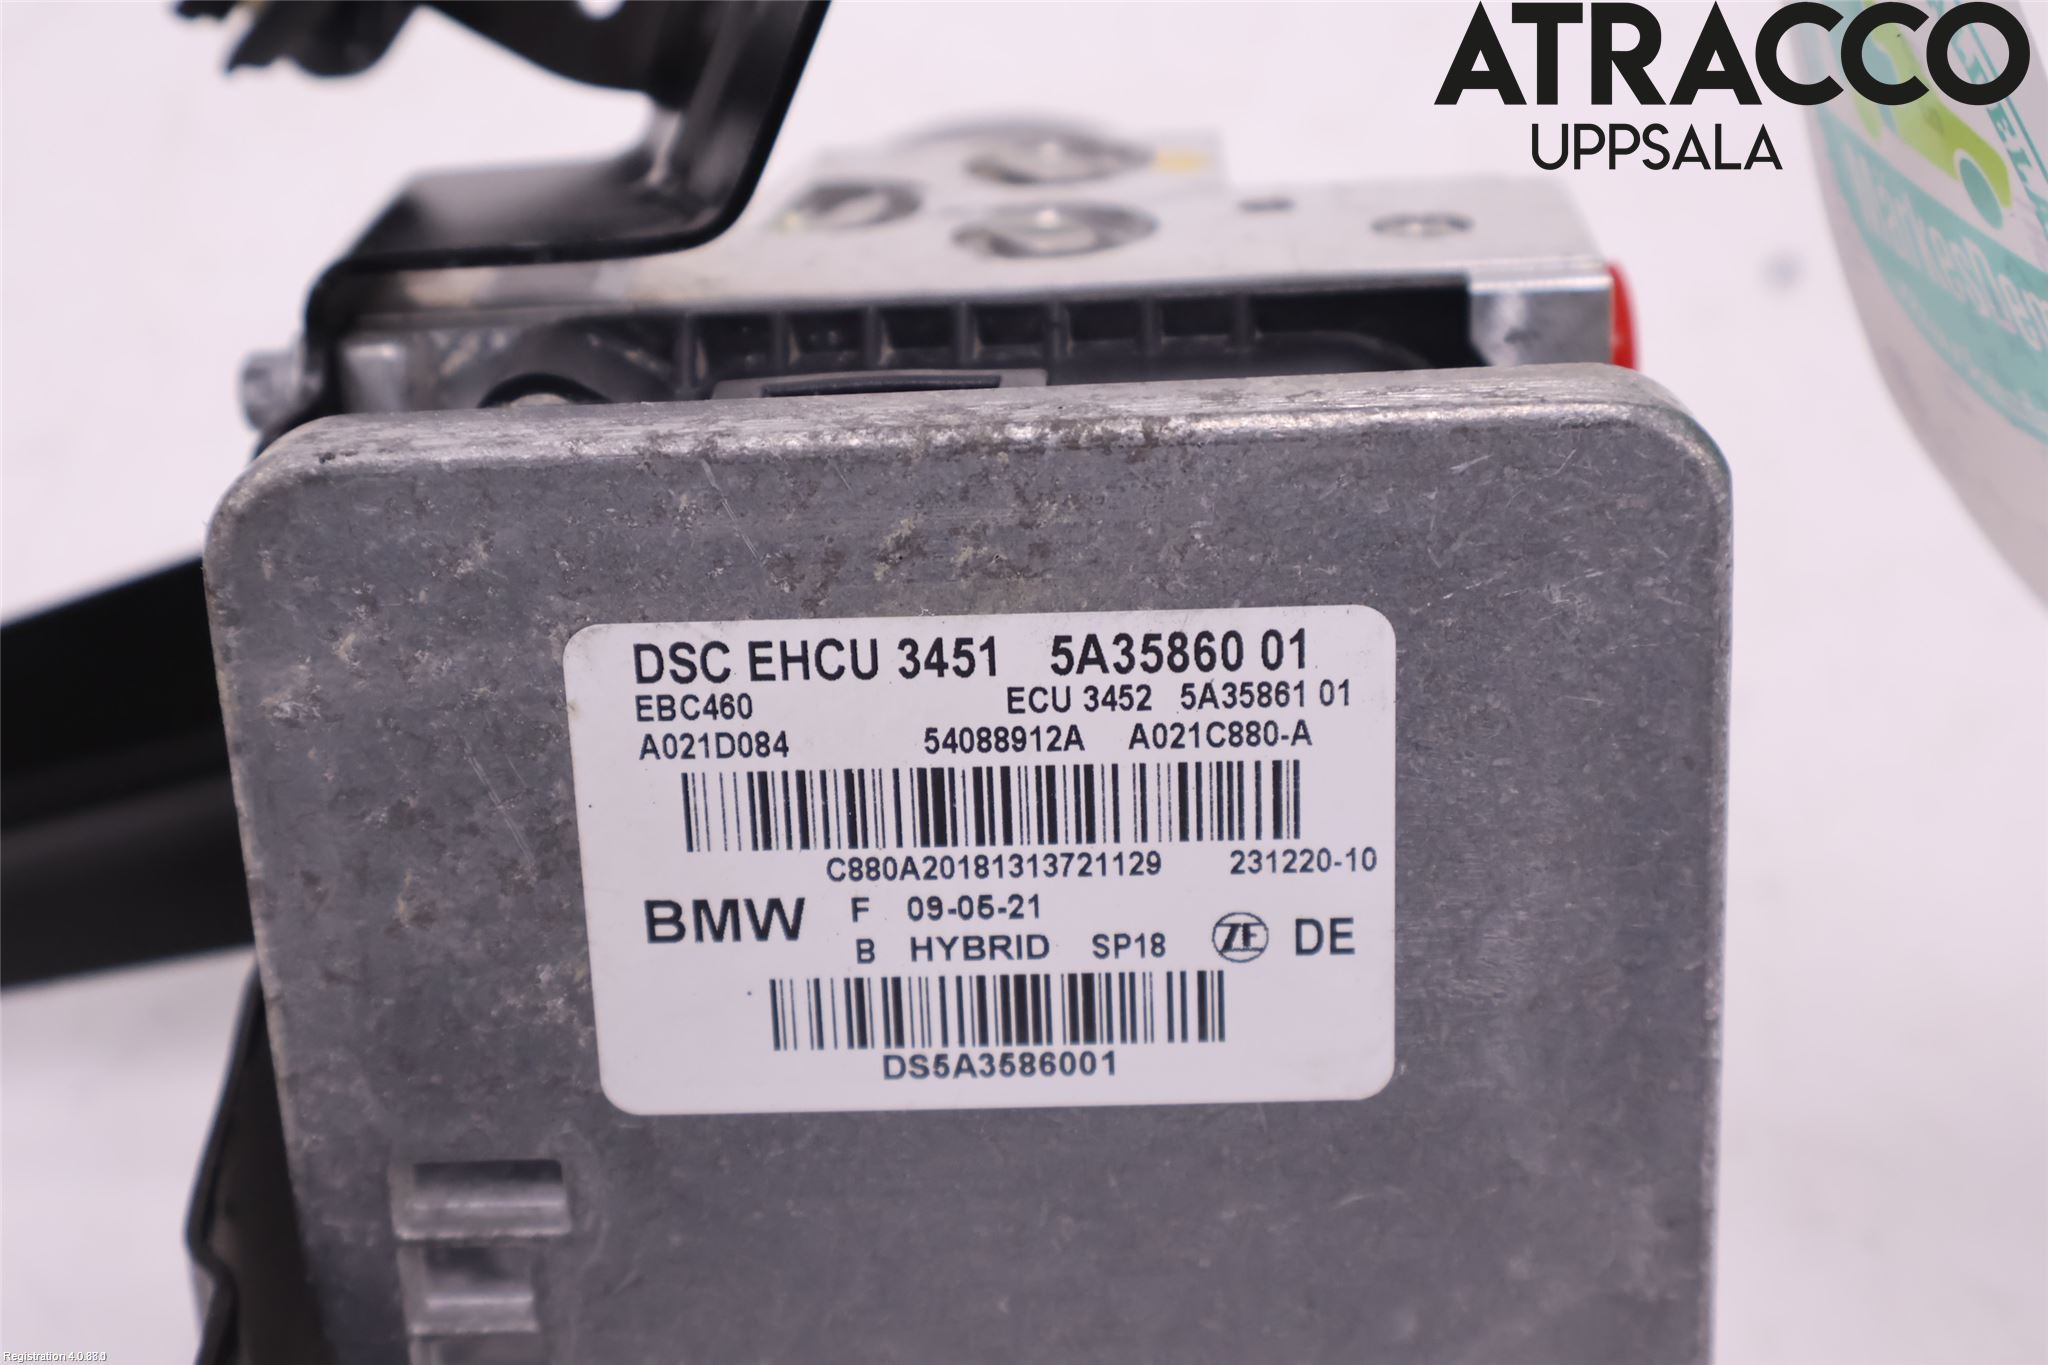 ATRACCO
UPPSALA
DSC EHCU 3451 5A35860 01
EBC460 ECU 3452 5A35861 01
A021D084 54088912A A021C880-A
C880A20181313721129 231220-10
BMW F 09-05-21
B HYBRID SP18 ZF DE
DS5A3586001